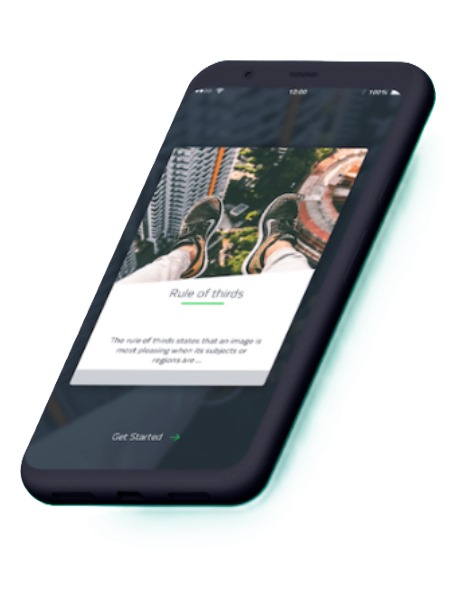 12:00
100%
Rule of thirds
The rule of thirds states that an image is
most pleasing when its subjects or
regions are ...
Get Started →